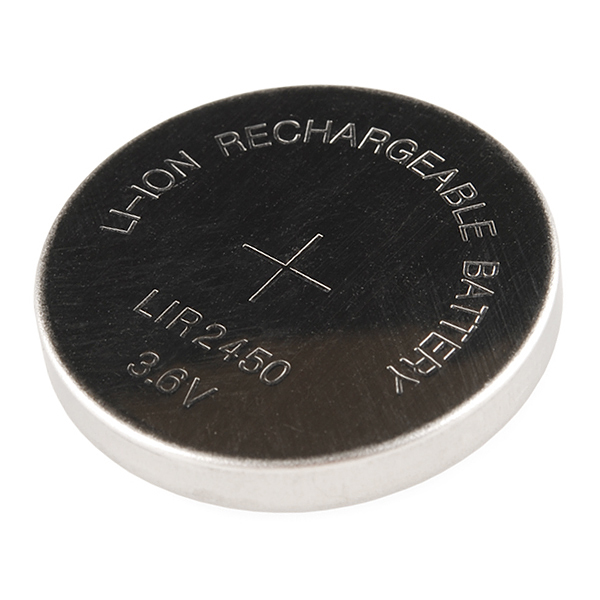 LI-ION RECHARGEABLE BATTERY
+
LIR2450
3.6V